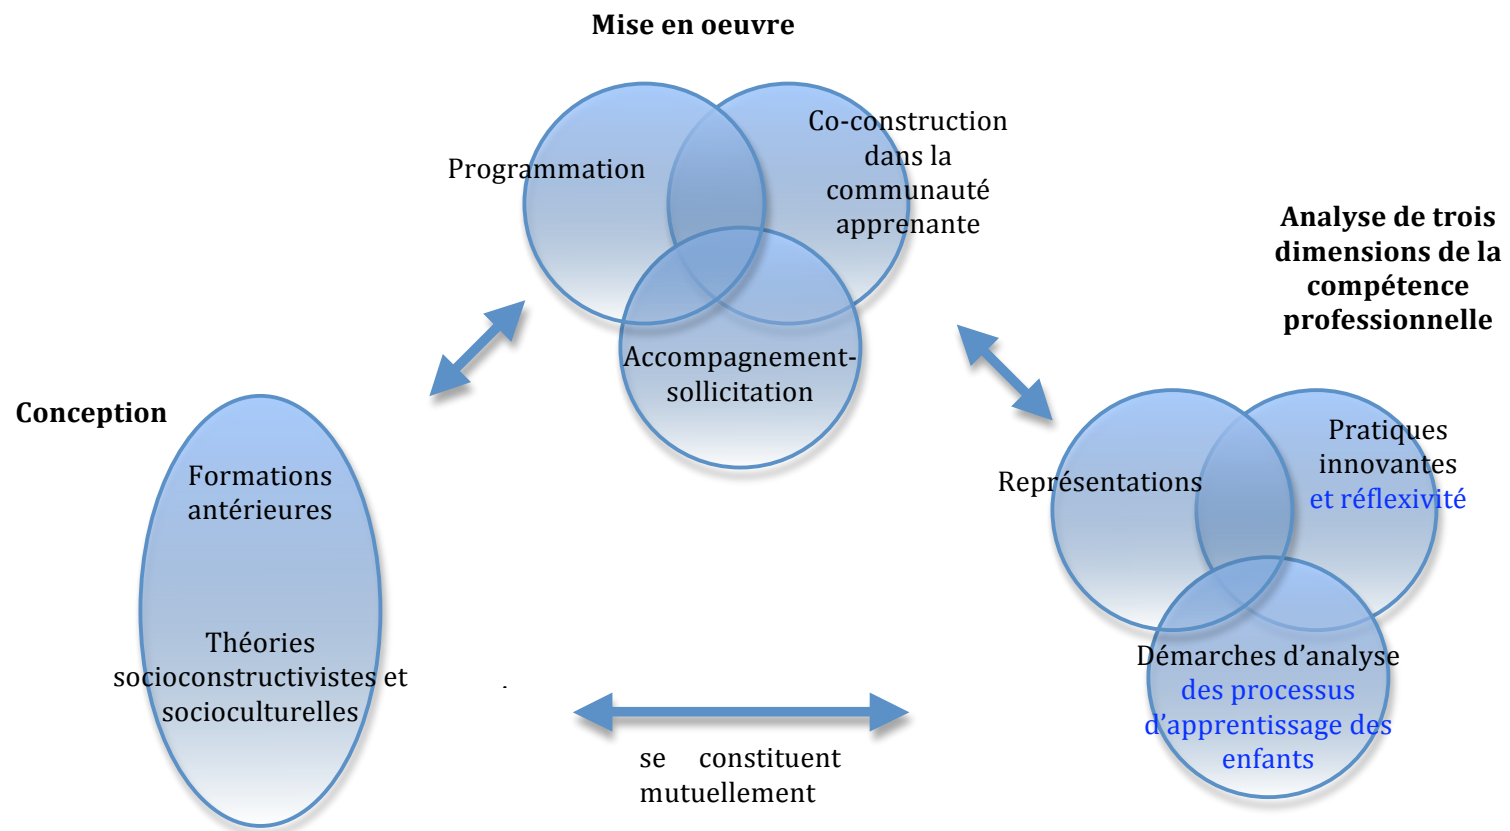 Mise en oeuvre
Programmation
Co-construction
dans la
communauté
apprenante
Accompagnement-
sollicitation
Analyse de trois
dimensions de la
compétence
professionnelle
Conception
Formations
antérieures
Théories
socioconstructivistes et
socioculturelles
Représentations
Pratiques
innovantes
et réflexivité
Démarches d’analyse
des processus
d’apprentissage des
enfants
.
se constituent
mutuellement